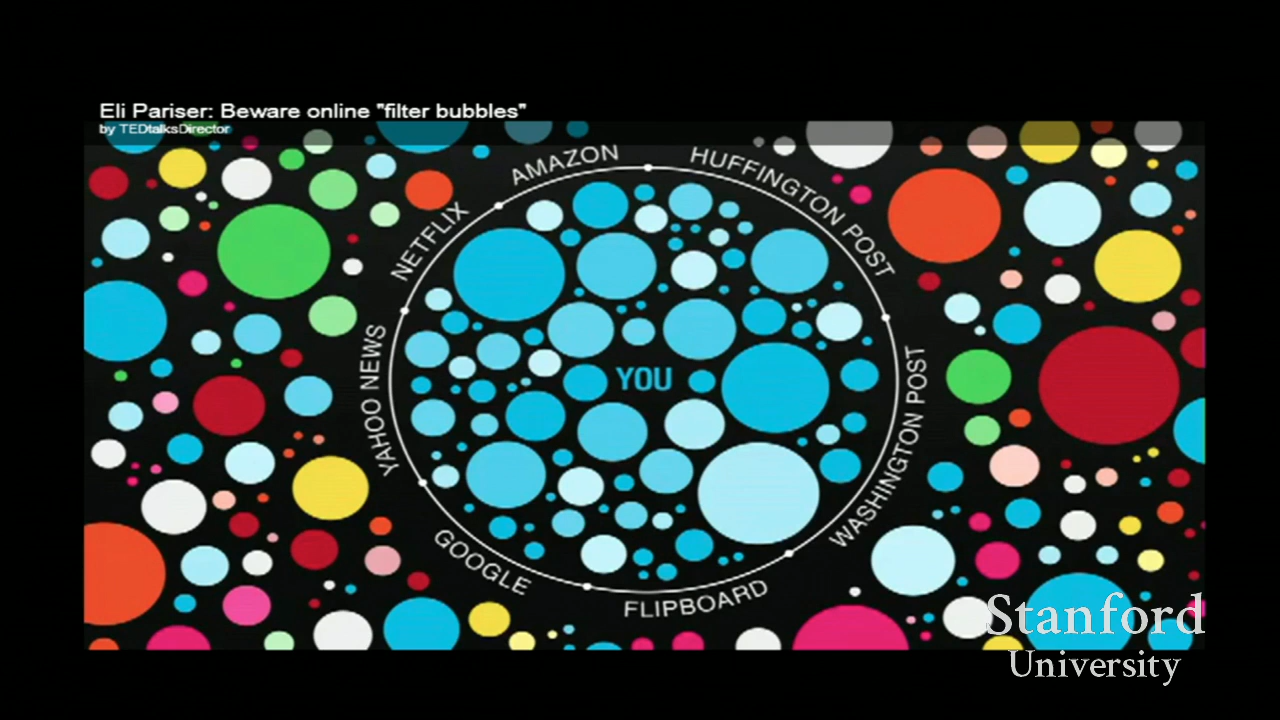 Eli Pariser: Beware online "filter bubbles"
by TEDtalksDirector
AMAZON
HUFFINGTON POST
NETFLIX
YAHOO NEWS
YOU
WASHINGTON POST
GOOGLE
FLIPBOARD
Stanford
University